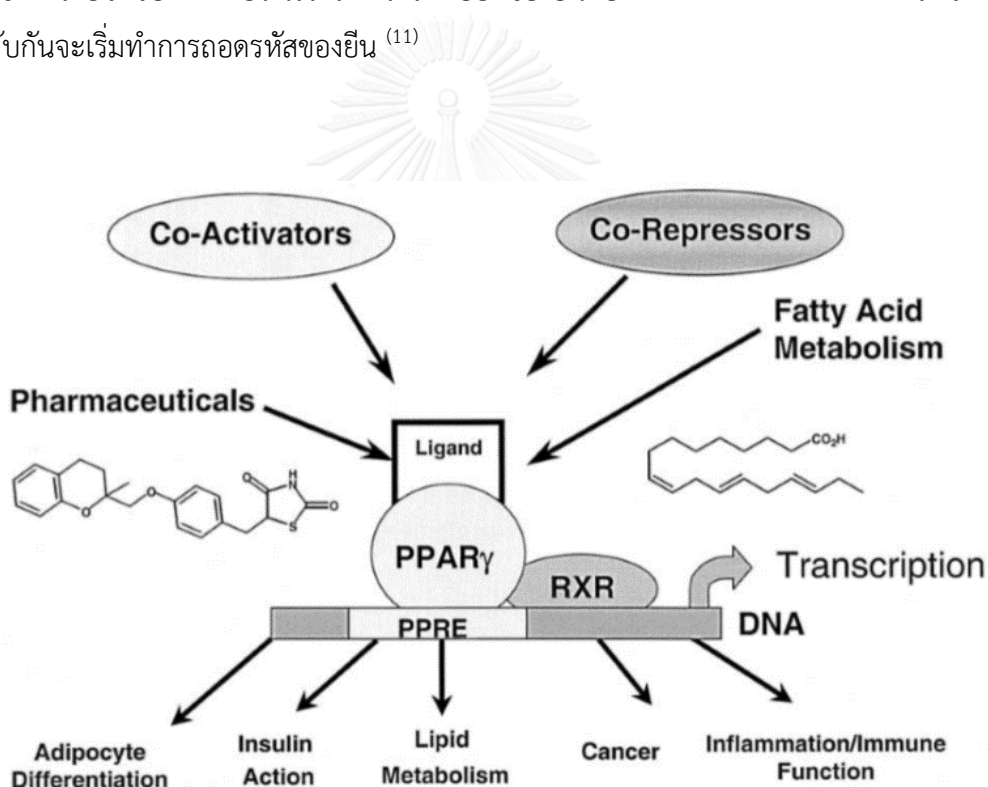 บกันจะเริ่มทำการถอดรหัสของยีน (11)
Co-Activators
Co-Repressors
Fatty Acid
Metabolism
Pharmaceuticals
Ligand
CO₂H
O
O
O
H
N
O
S
PPARγ
RXR
Transcription
PPRE
DNA
Adipocyte
Differentiation
Insulin
Action
Lipid
Metabolism
Cancer
Inflammation/Immune
Function